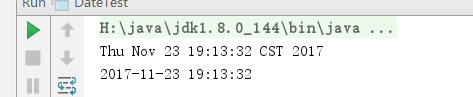 Run DateTest
H:\java\jdk1.8.0_144\bin\java ...
Thu Nov 23 19:13:32 CST 2017
2017-11-23 19:13:32